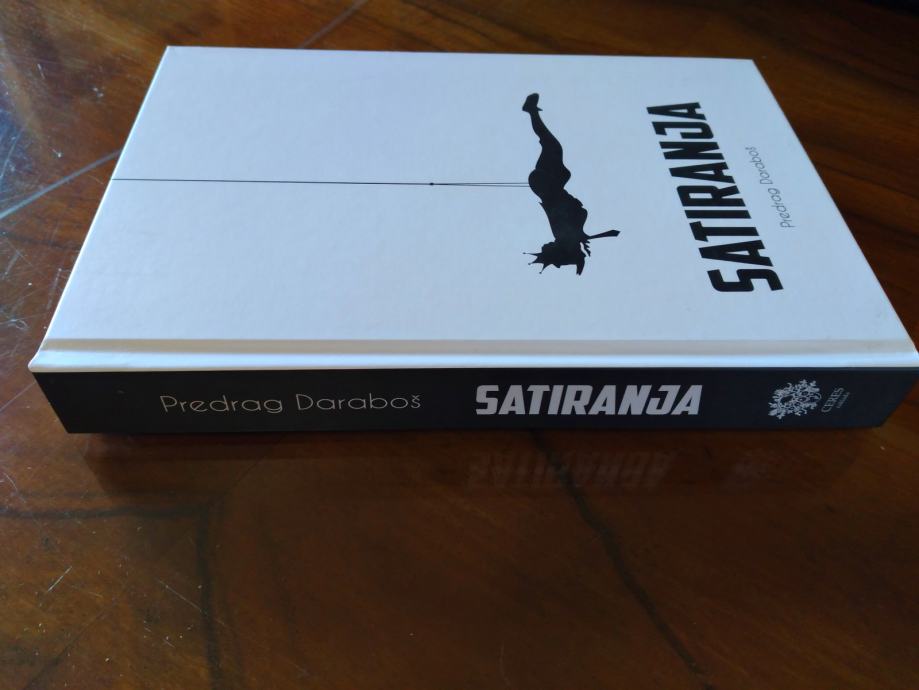 SATIRANJA
Predrag Daraboš
Predrag Daraboš SATIRANJA
CERES